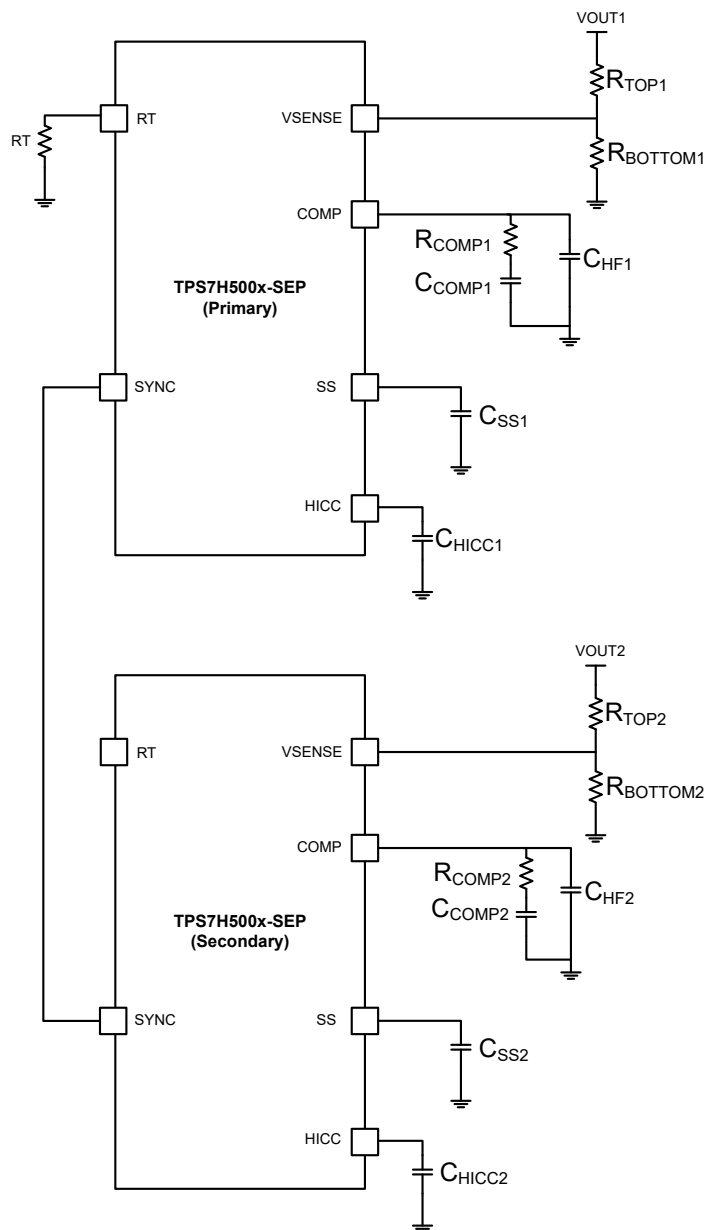 VOUT1
RTOP1
RT
VSENSE
RT
RBOTTOM1
COMP
RCOMP1
CHF1
CCOMP1
TPS7H500x-SEP
(Primary)
SYNC
SS
CSS1
HICC
CHICC1
VOUT2
RTOP2
RT
VSENSE
RBOTTOM2
COMP
RCOMP2
CHF2
CCOMP2
TPS7H500x-SEP
(Secondary)
SYNC
SS
CSS2
HICC
CHICC2